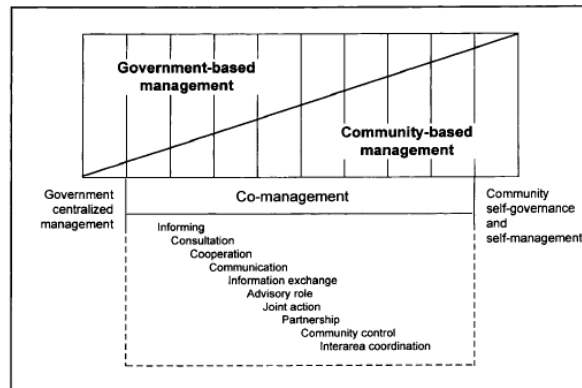 Government-based
management
Community-based
management
Government
centralized
management
Co-management
Community
self-governance
and
self-management
Informing
Consultation
Cooperation
Communication
Information exchange
Advisory role
Joint action
Partnership
Community control
Interarea coordination